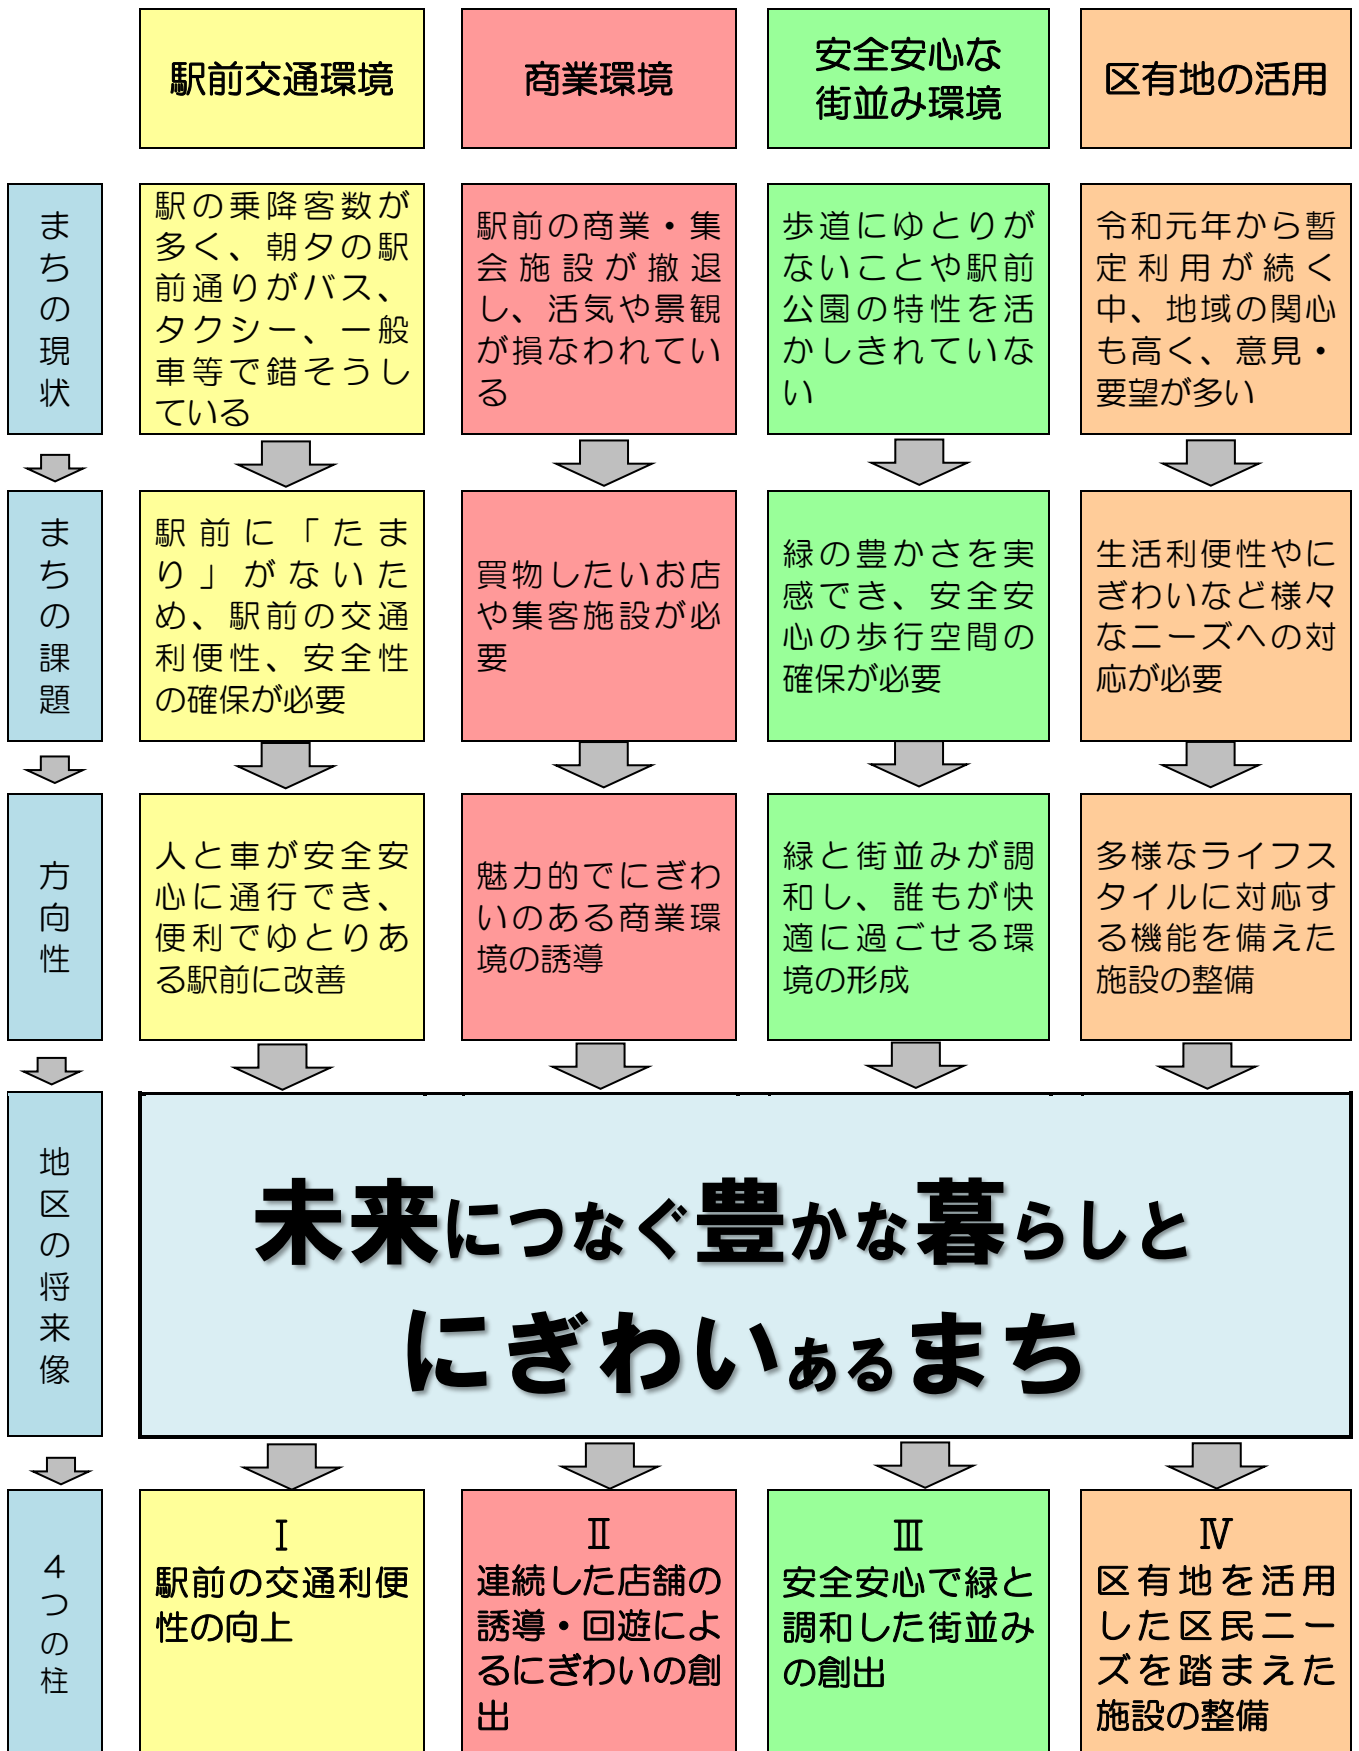 駅前交通環境
商業環境
安全安心な
街並み環境
区有地の活用
まちの現状
駅の乗降客数が
多く、朝夕の駅
前通りがバス、
タクシー、一般
車等で錯そうし
ている
駅前の商業・集
会施設が撤退
し、活気や景観
が損なわれてい
る
歩道にゆとりが
ないことや駅前
公園の特性を活
かしきれていな
い
令和元年から暫
定利用が続く
中、地域の関心
も高く、意見・
要望が多い
まちの課題
駅前に「たま
り」がないた
め、駅前の交通
利便性、安全性
の確保が必要
買物したいお店
や集客施設が必
要
緑の豊かさを実
感でき、安全安
心の歩行空間の
確保が必要
生活利便性やに
ぎわいなど様々
なニーズへの対
応が必要
方向性
人と車が安全安
心に通行でき、
便利でゆとりあ
る駅前に改善
魅力的でにぎわ
いのある商業環
境の誘導
緑と街並みが調
和し、誰もが快
適に過ごせる環
境の形成
多様なライフス
タイルに対応す
る機能を備えた
施設の整備
地区の将来像
未来につなぐ豊かな暮らしと
にぎわいあるまち
４つの柱
Ⅰ
駅前の交通利便
性の向上
Ⅱ
連続した店舗の
誘導・回遊によ
るにぎわいの創
出
Ⅲ
安全安心で緑と
調和した街並み
の創出
Ⅳ
区有地を活用
した区民ニー
ズを踏まえた
施設の整備